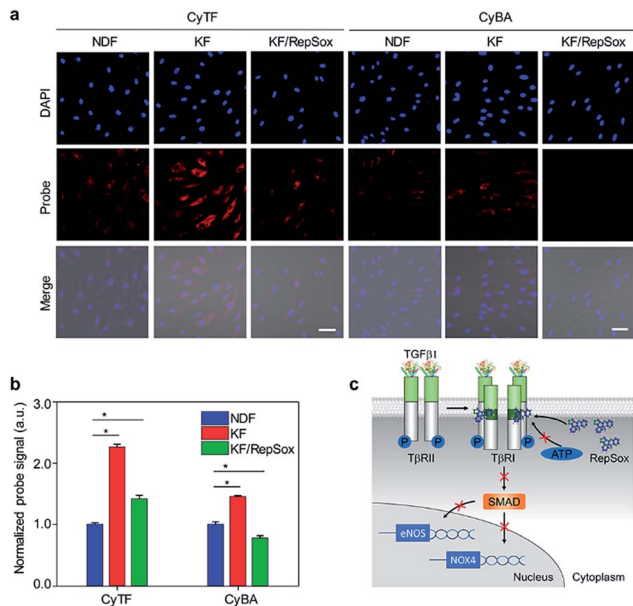 a
CyTF CyBA
NDF KF KF/RepSox NDF KF KF/RepSox
DAPI
Probe
Merge
b
Normalized probe signal (a.u.)
3.0
2.0
1.0
0.0
* *
* *
NDF
KF
KF/RepSox
CyTF CyBA
c
TGFβ1
P P P P
TβRII TβRI ATP RepSox
SMAD
eNOS
NOX4
Nucleus Cytoplasm